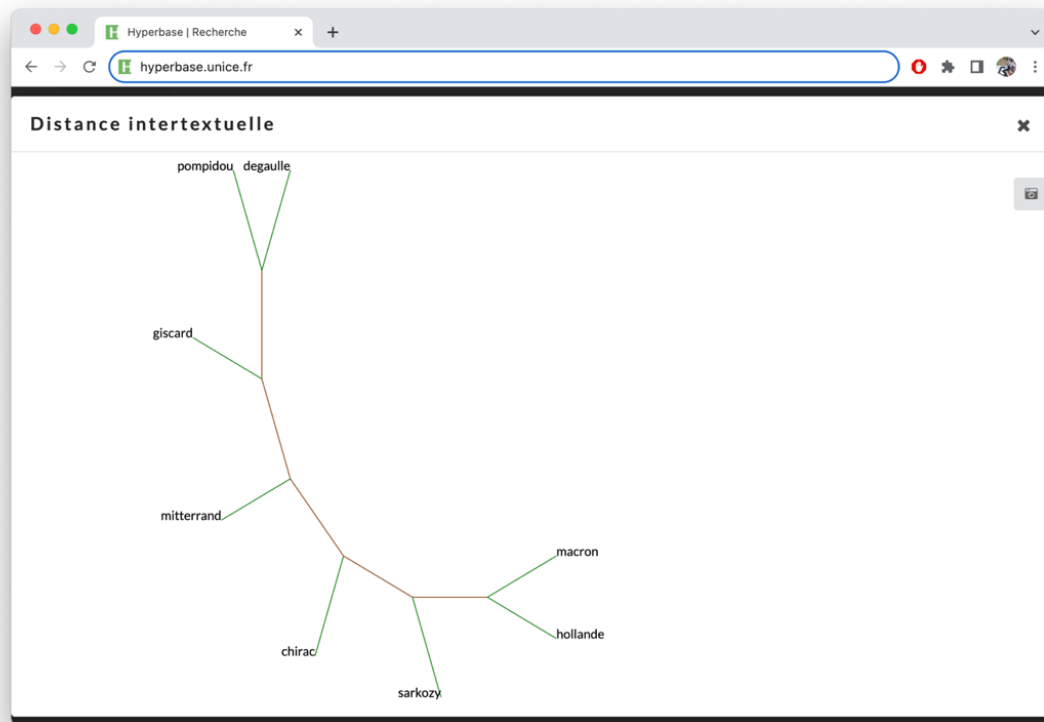 Hyperbase | Recherche
hyperbase.unice.fr
Distance intertextuelle
pompidou degaulle
giscard
mitterrand
macron
hollande
chirac
sarkozy